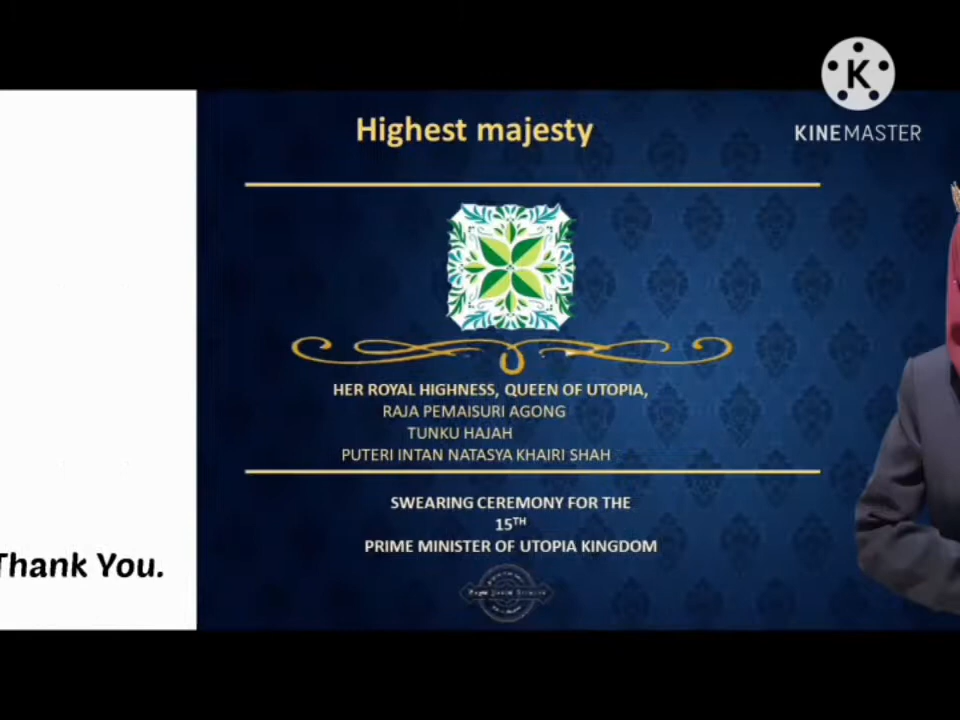 K
KINEMASTER
Highest majesty
HER ROYAL HIGHNESS, QUEEN OF UTOPIA,
RAJA PEMAISURI AGONG
TUNKU HAJAH
PUTERI INTAN NATASYA KHAIRI SHAH
SWEARING CEREMONY FOR THE
15TH
PRIME MINISTER OF UTOPIA KINGDOM
Thank You.